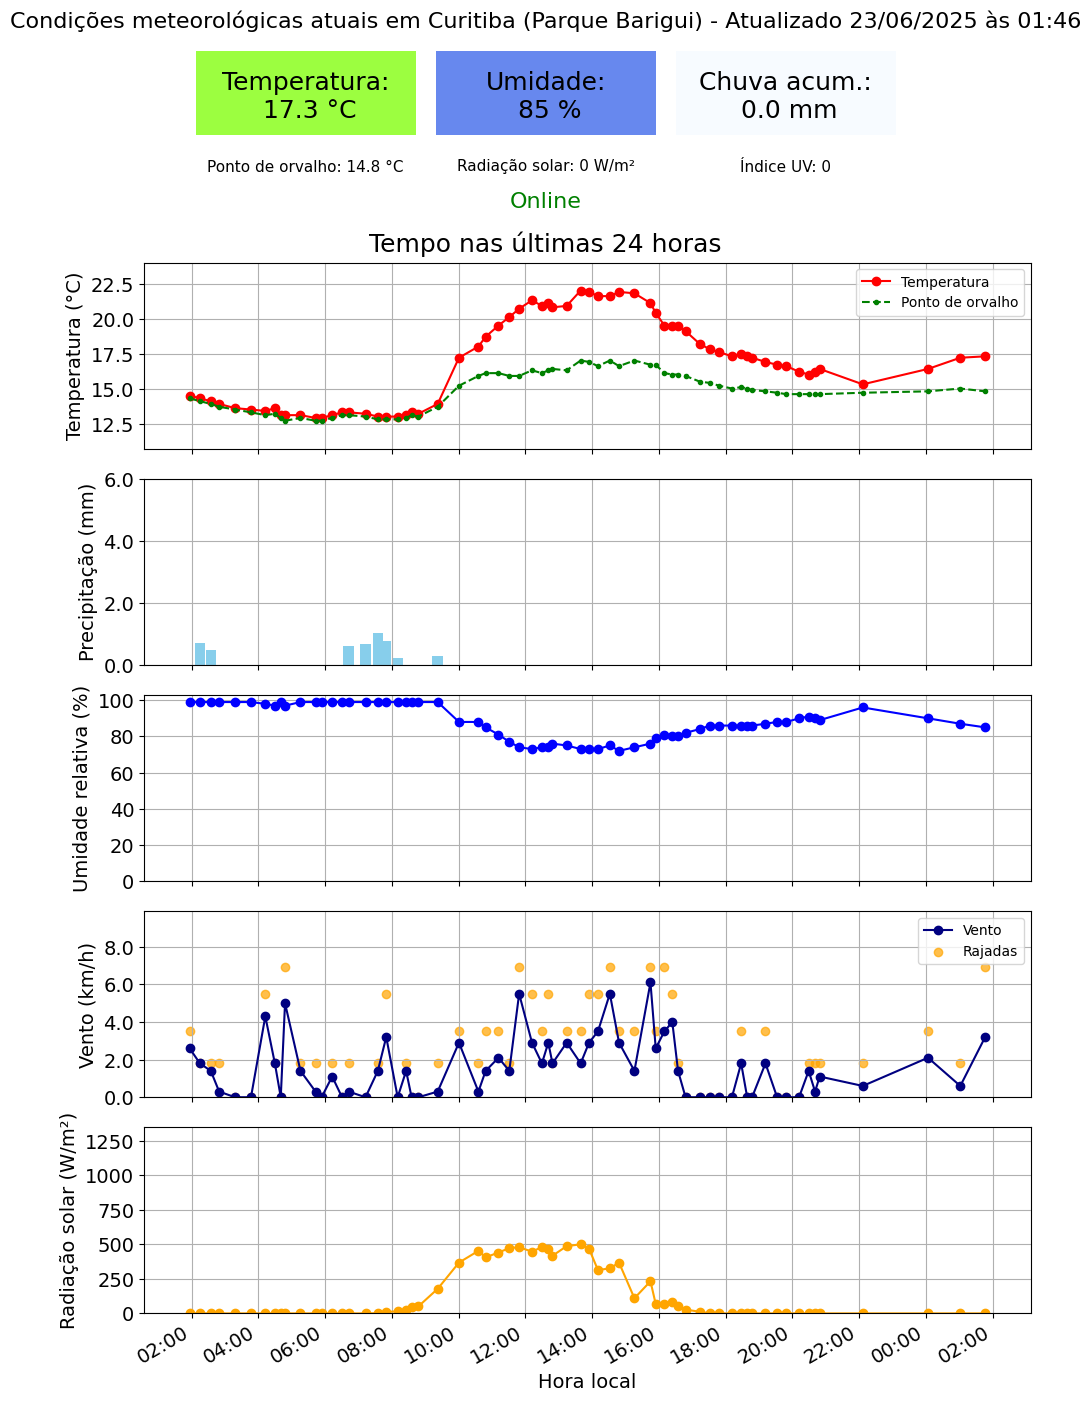 Condições meteorológicas atuais em Curitiba (Parque Barigui) - Atualizado 23/06/2025 às 01:46
Temperatura:
17.3 °C
Umidade:
85 %
Chuva acum.:
0.0 mm
Ponto de orvalho: 14.8 °C
Radiação solar: 0 W/m²
Índice UV: 0
Online
Tempo nas últimas 24 horas
Temperatura (°C)
22.5
20.0
17.5
15.0
12.5
Temperatura
Ponto de orvalho
Precipitação (mm)
6.0
4.0
2.0
0.0
Umidade relativa (%)
100
80
60
40
20
0
Vento (km/h)
8.0
6.0
4.0
2.0
0.0
Vento
Rajadas
Radiação solar (W/m²)
1250
1000
750
500
250
0
02:00
04:00
06:00
08:00
10:00
12:00
14:00
16:00
18:00
20:00
22:00
00:00
02:00
Hora local